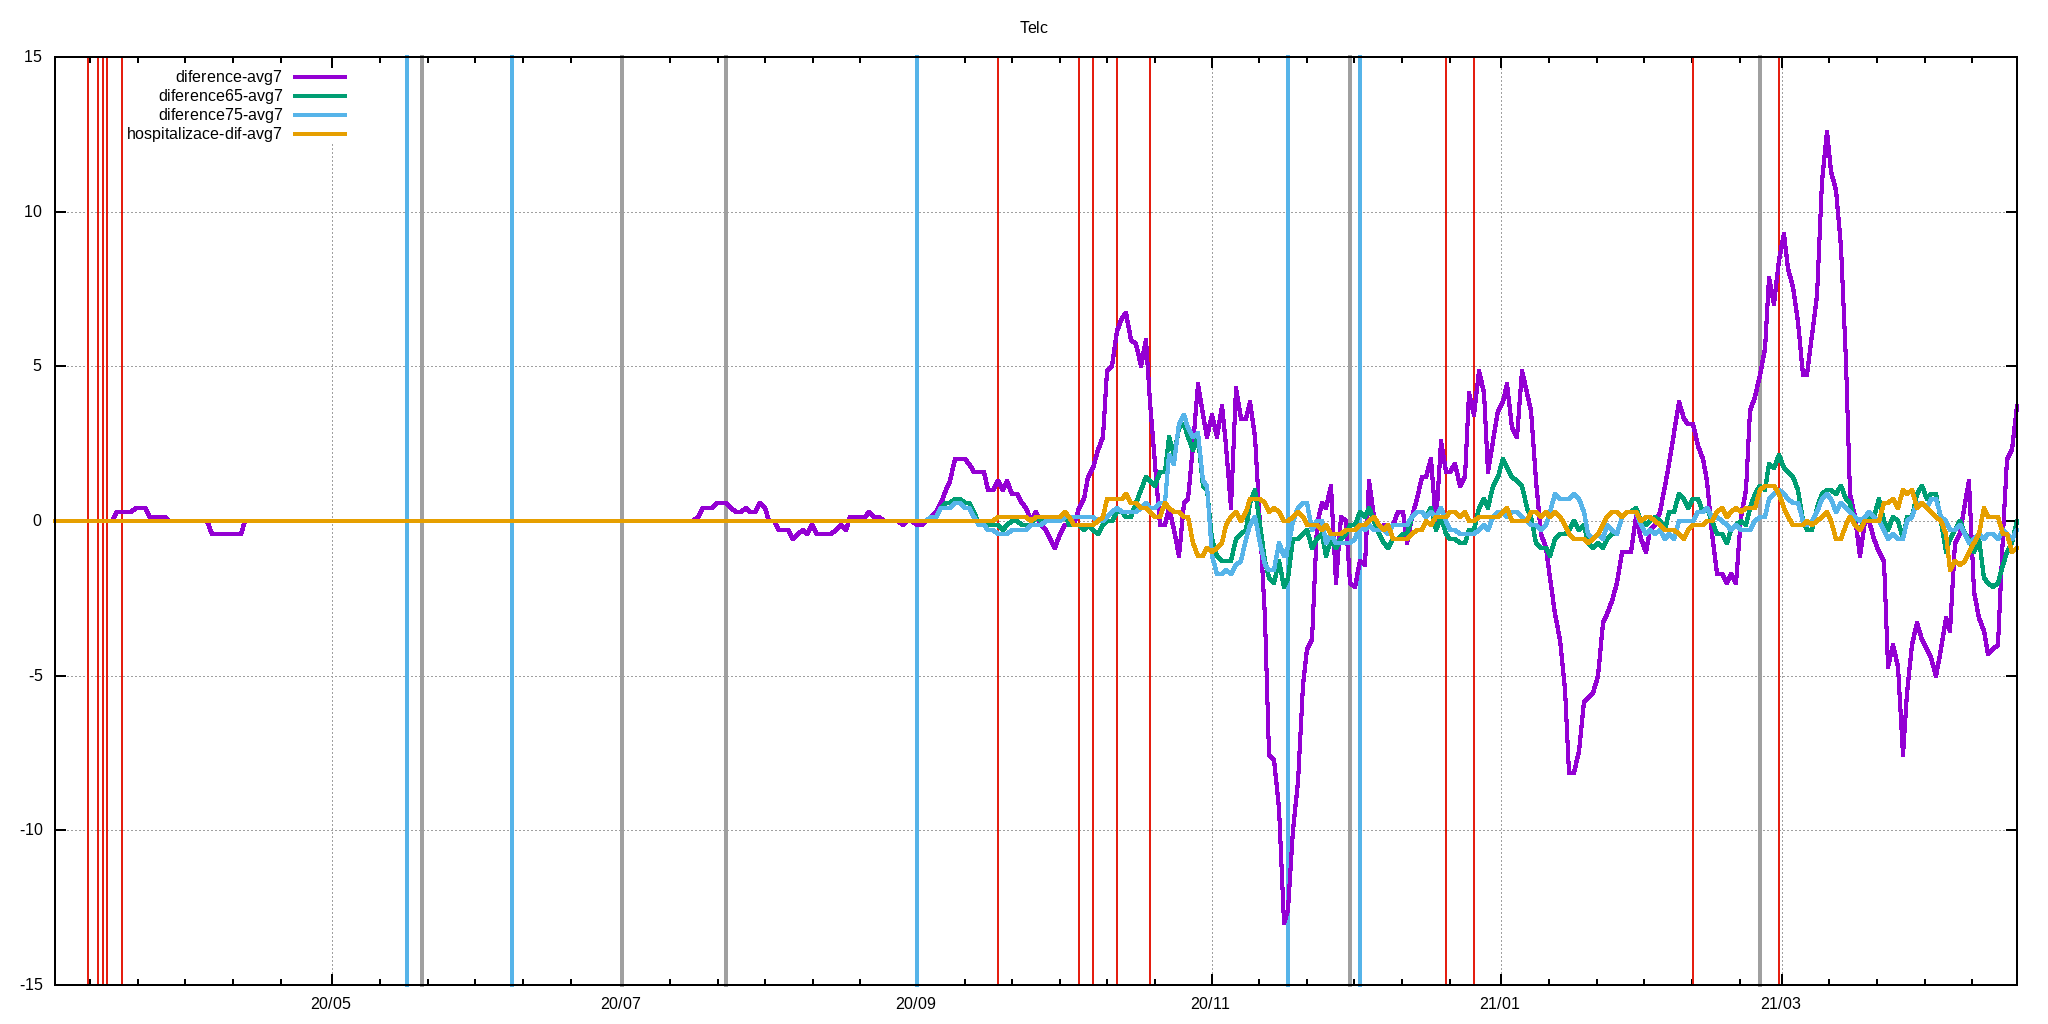 Telc
15
diference-avg7
diference65-avg7
diference75-avg7
hospitalizace-dif-avg7
10
5
0
-5
-10
-15
20/05 20/07 20/09 20/11 21/01 21/03